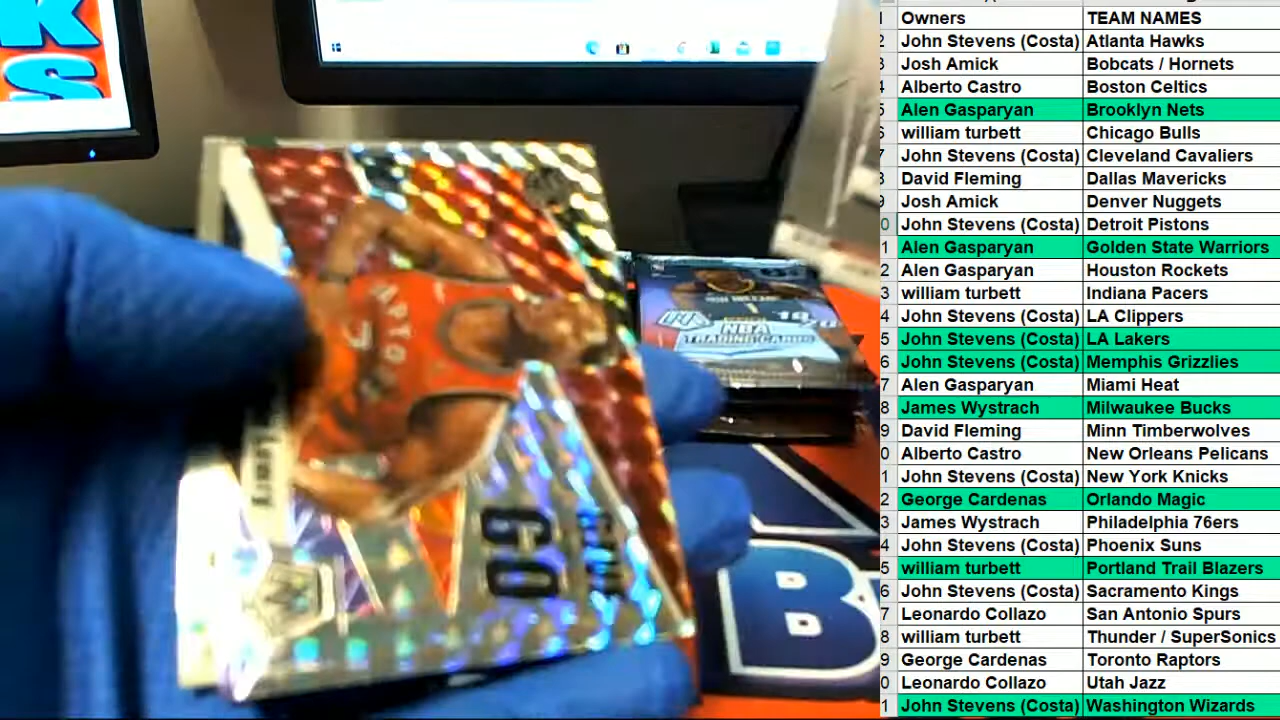 K
S
APTO
GO
NBA
TRADING CARDS
B
Owners TEAM NAMES
John Stevens (Costa) Atlanta Hawks
Josh Amick Bobcats / Hornets
Alberto Castro Boston Celtics
Alen Gasparyan Brooklyn Nets
william turbett Chicago Bulls
John Stevens (Costa) Cleveland Cavaliers
David Fleming Dallas Mavericks
Josh Amick Denver Nuggets
John Stevens (Costa) Detroit Pistons
Alen Gasparyan Golden State Warriors
Alen Gasparyan Houston Rockets
william turbett Indiana Pacers
John Stevens (Costa) LA Clippers
John Stevens (Costa) LA Lakers
John Stevens (Costa) Memphis Grizzlies
Alen Gasparyan Miami Heat
James Wystrach Milwaukee Bucks
David Fleming Minn Timberwolves
Alberto Castro New Orleans Pelicans
John Stevens (Costa) New York Knicks
George Cardenas Orlando Magic
James Wystrach Philadelphia 76ers
John Stevens (Costa) Phoenix Suns
william turbett Portland Trail Blazers
John Stevens (Costa) Sacramento Kings
Leonardo Collazo San Antonio Spurs
william turbett Thunder / SuperSonics
George Cardenas Toronto Raptors
Leonardo Collazo Utah Jazz
John Stevens (Costa) Washington Wizards